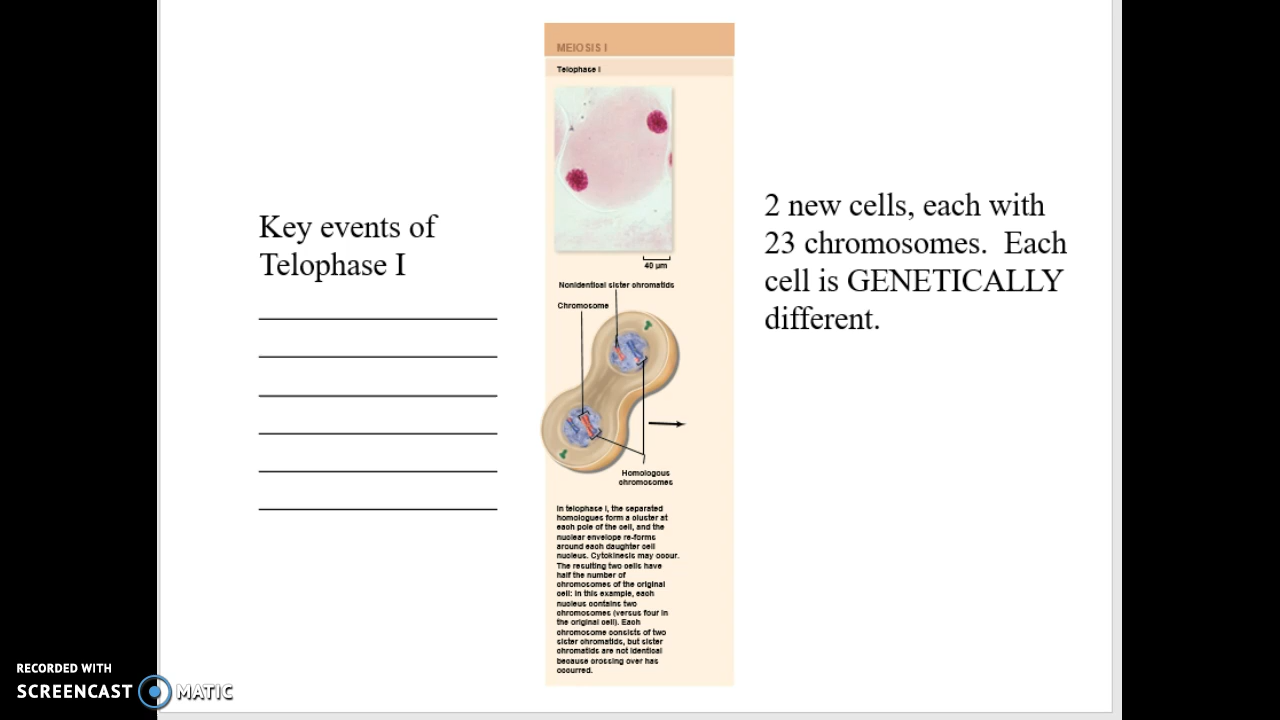 Key events of
Telophase I
MEIOSIS I
Telophase I
40 µm
Nonidentical sister chromatids
Chromosome
Homologous
chromosomes
In telophase I, the separated
homologues form a cluster at
each pole of the cell, and the
nuclear envelope re-forms
around each daughter cell
nucleus. Cytokinesis may occur.
The resulting two cells have
half the number of
chromosomes of the original
cell: in this example, each
nucleus contains two
chromosomes (versus four in
the original cell). Each
chromosome consists of two
sister chromatids, but sister
chromatids are not identical
because crossing over has
occurred.
2 new cells, each with
23 chromosomes.  Each
cell is GENETICALLY
different.
RECORDED WITH
SCREENCAST MATIC